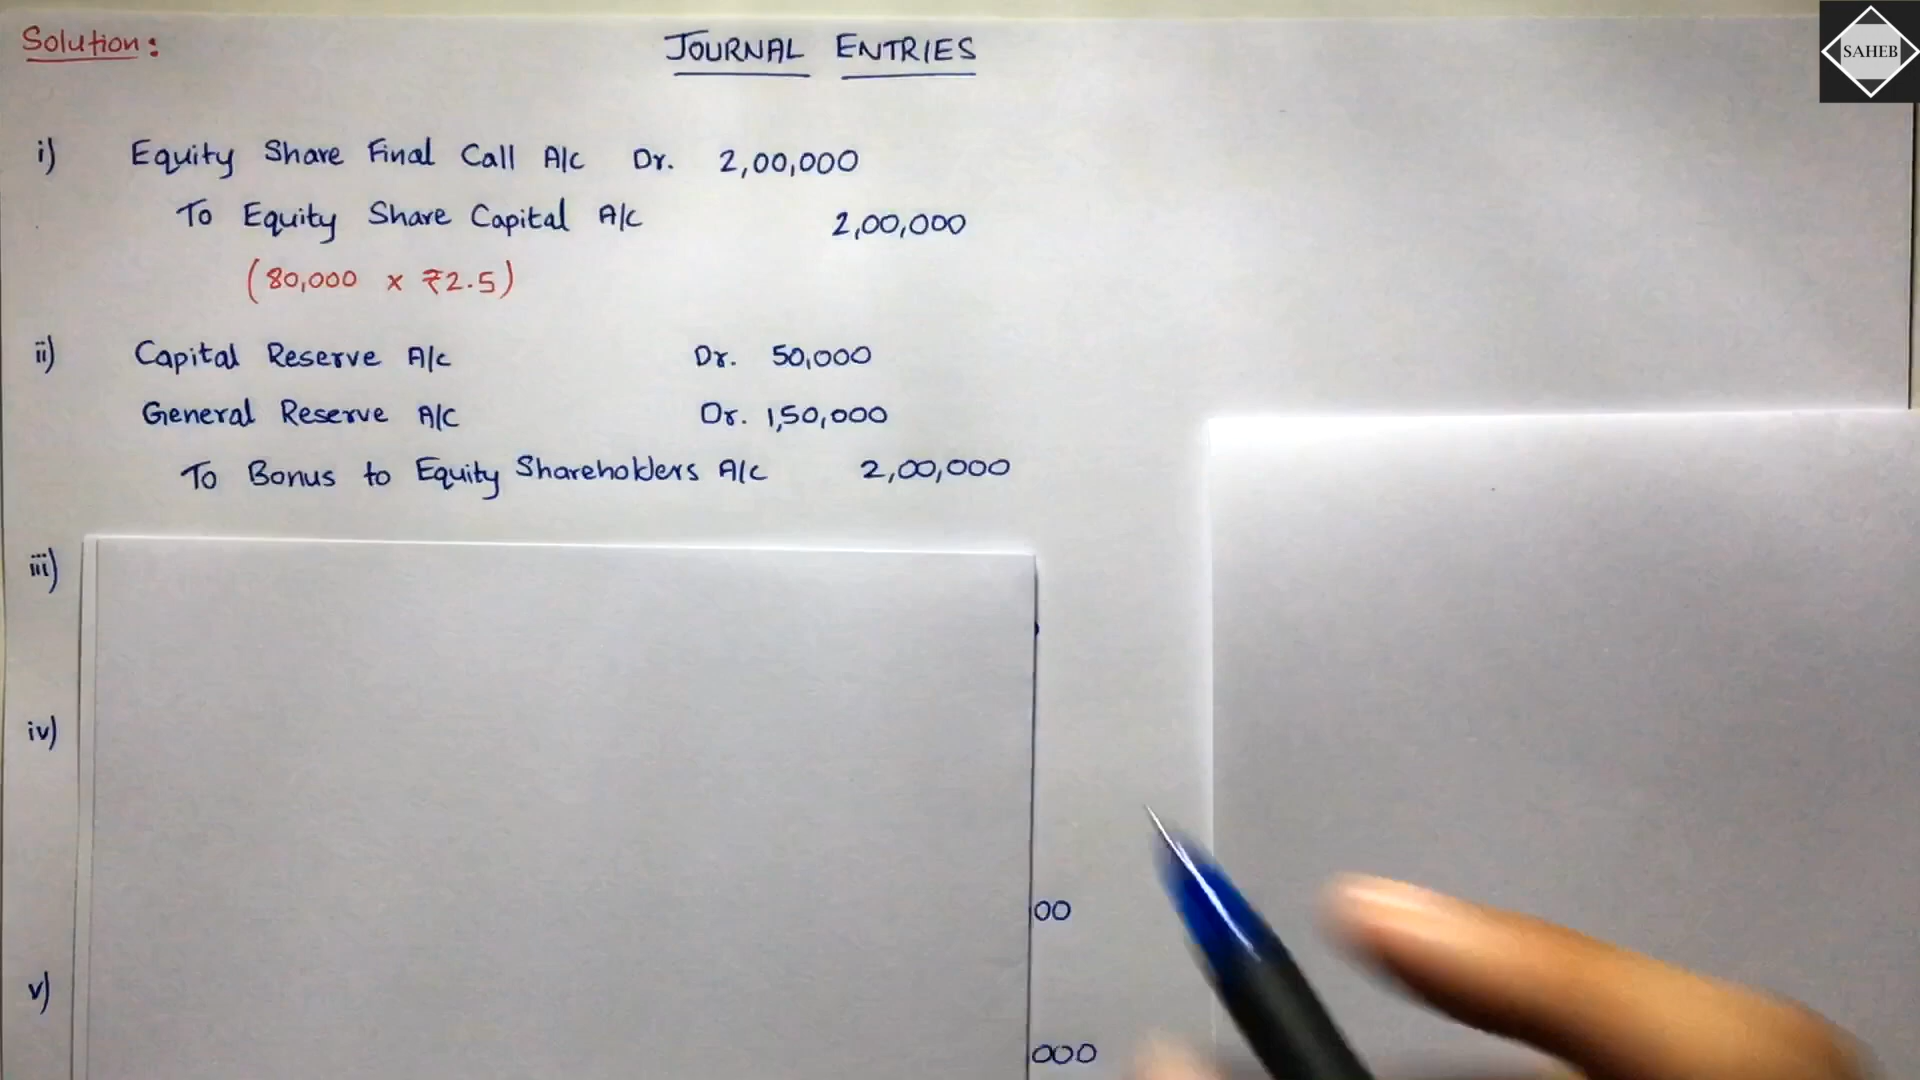 Solution:
JOURNAL ENTRIES
SAHEB
i) Equity Share Final Call A/c Dr. 2,00,000
To Equity Share Capital A/c 2,00,000
(80,000 x ₹2.5)
ii) Capital Reserve A/c Dr. 50,000
General Reserve A/c Dr. 1,50,000
To Bonus to Equity Shareholders A/c 2,00,000
iii)
iv)
00
v)
000